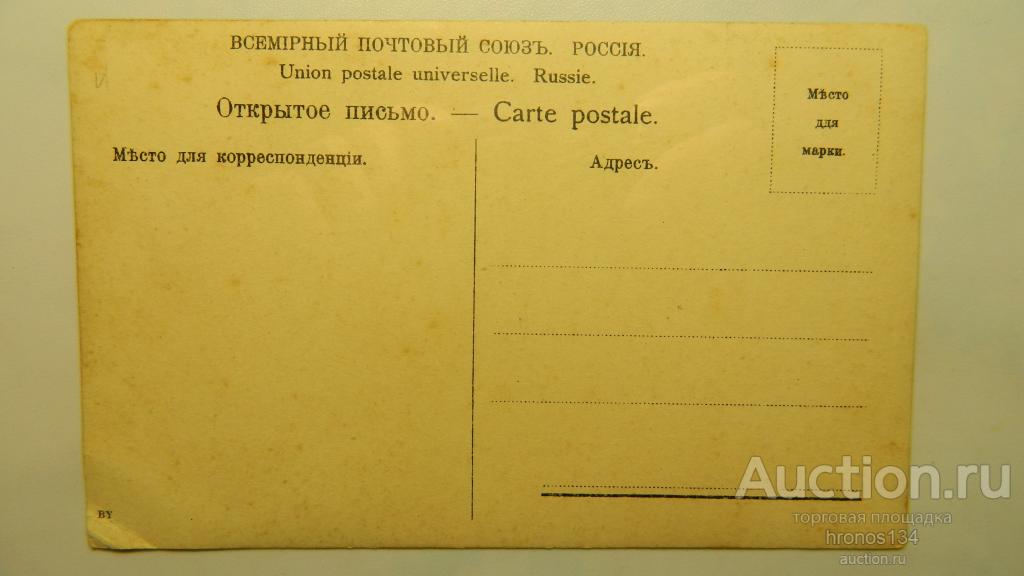 ВСЕМІРНЫЙ ПОЧТОВЫЙ СОЮЗЪ. РОССІЯ.
Union postale universelle. Russie.
Открытое письмо. — Carte postale.
Мѣсто для корреспонденціи.
Адресъ.
Мѣсто
ддя
марки.
BY
Auction.ru
торговая площадка
hronos134
auction.ru